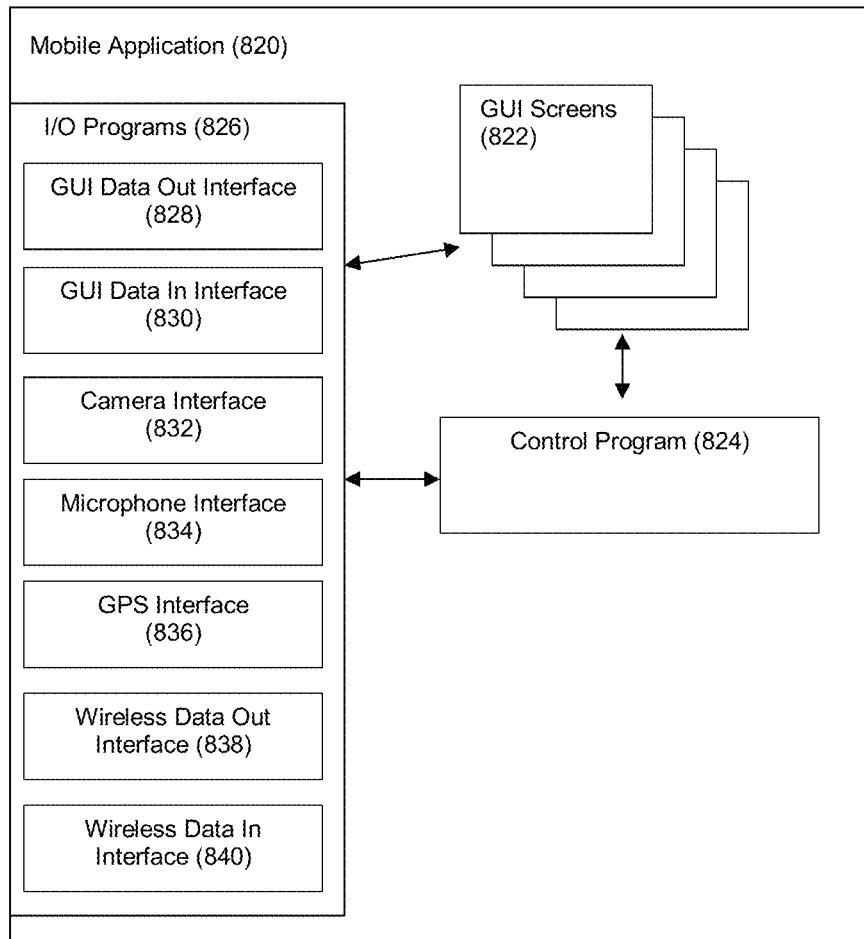 Mobile Application (820)
I/O Programs (826)
GUI Data Out Interface
(828)
GUI Data In Interface
(830)
Camera Interface
(832)
Microphone Interface
(834)
GPS Interface
(836)
Wireless Data Out
Interface (838)
Wireless Data In
Interface (840)
GUI Screens
(822)
Control Program (824)